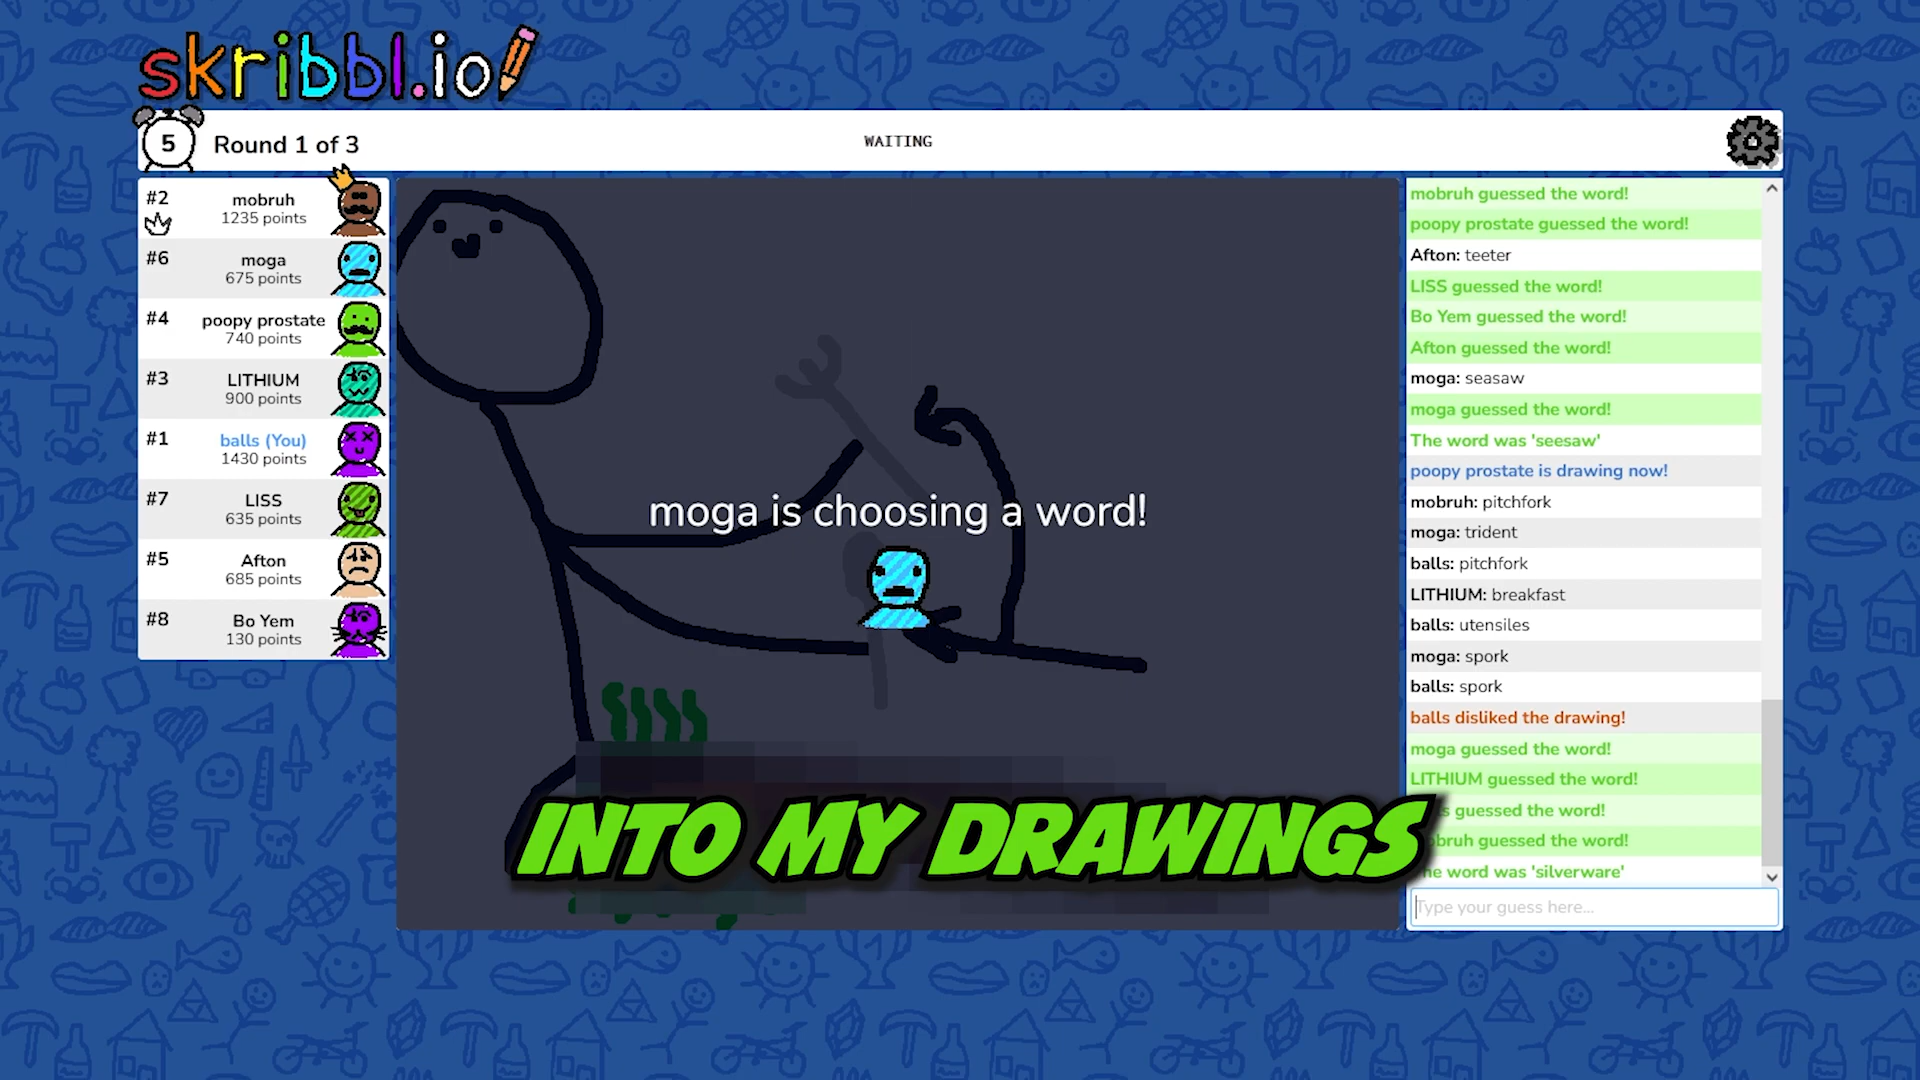 skribbl.io
5
Round 1 of 3
WAITING
#2
mobruh
1235 points
#6
moga
675 points
#4
poopy prostate
740 points
#3
LITHIUM
900 points
#1
balls (You)
1430 points
#7
LISS
635 points
#5
Afton
685 points
#8
Bo Yem
130 points
moga is choosing a word!
INTO MY DRAWINGS
mobruh guessed the word!
poopy prostate guessed the word!
Afton: teeter
LISS guessed the word!
Bo Yem guessed the word!
Afton guessed the word!
moga: seasaw
moga guessed the word!
The word was 'seesaw'
poopy prostate is drawing now!
mobruh: pitchfork
moga: trident
balls: pitchfork
LITHIUM: breakfast
balls: utensiles
moga: spork
balls: spork
balls disliked the drawing!
moga guessed the word!
LITHIUM guessed the word!
guessed the word!
guessed the word!
word was 'silverware'
Type your guess here...